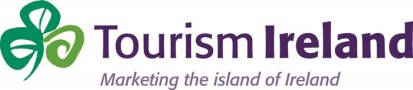 Tourism Ireland
Marketing the island of Ireland